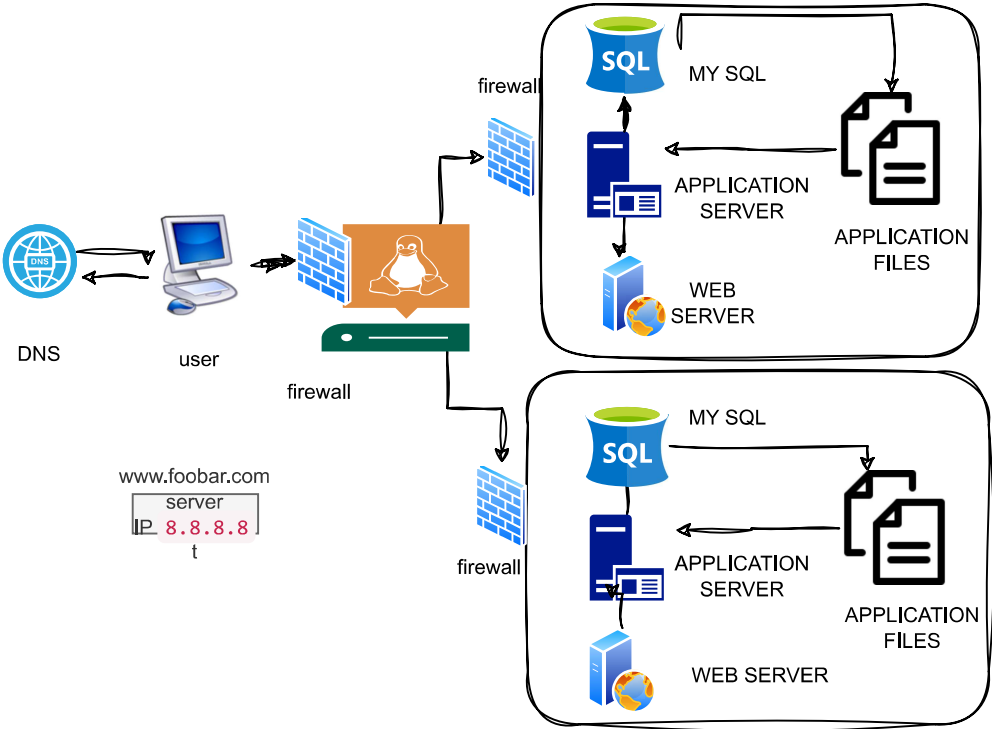 firewall
SQL
MY SQL
APPLICATION
SERVER
APPLICATION
FILES
WEB
SERVER
DNS
DNS
user
firewall
www.foobar.com
server
IP 8.8.8.8
t
firewall
SQL
MY SQL
APPLICATION
SERVER
APPLICATION
FILES
WEB SERVER